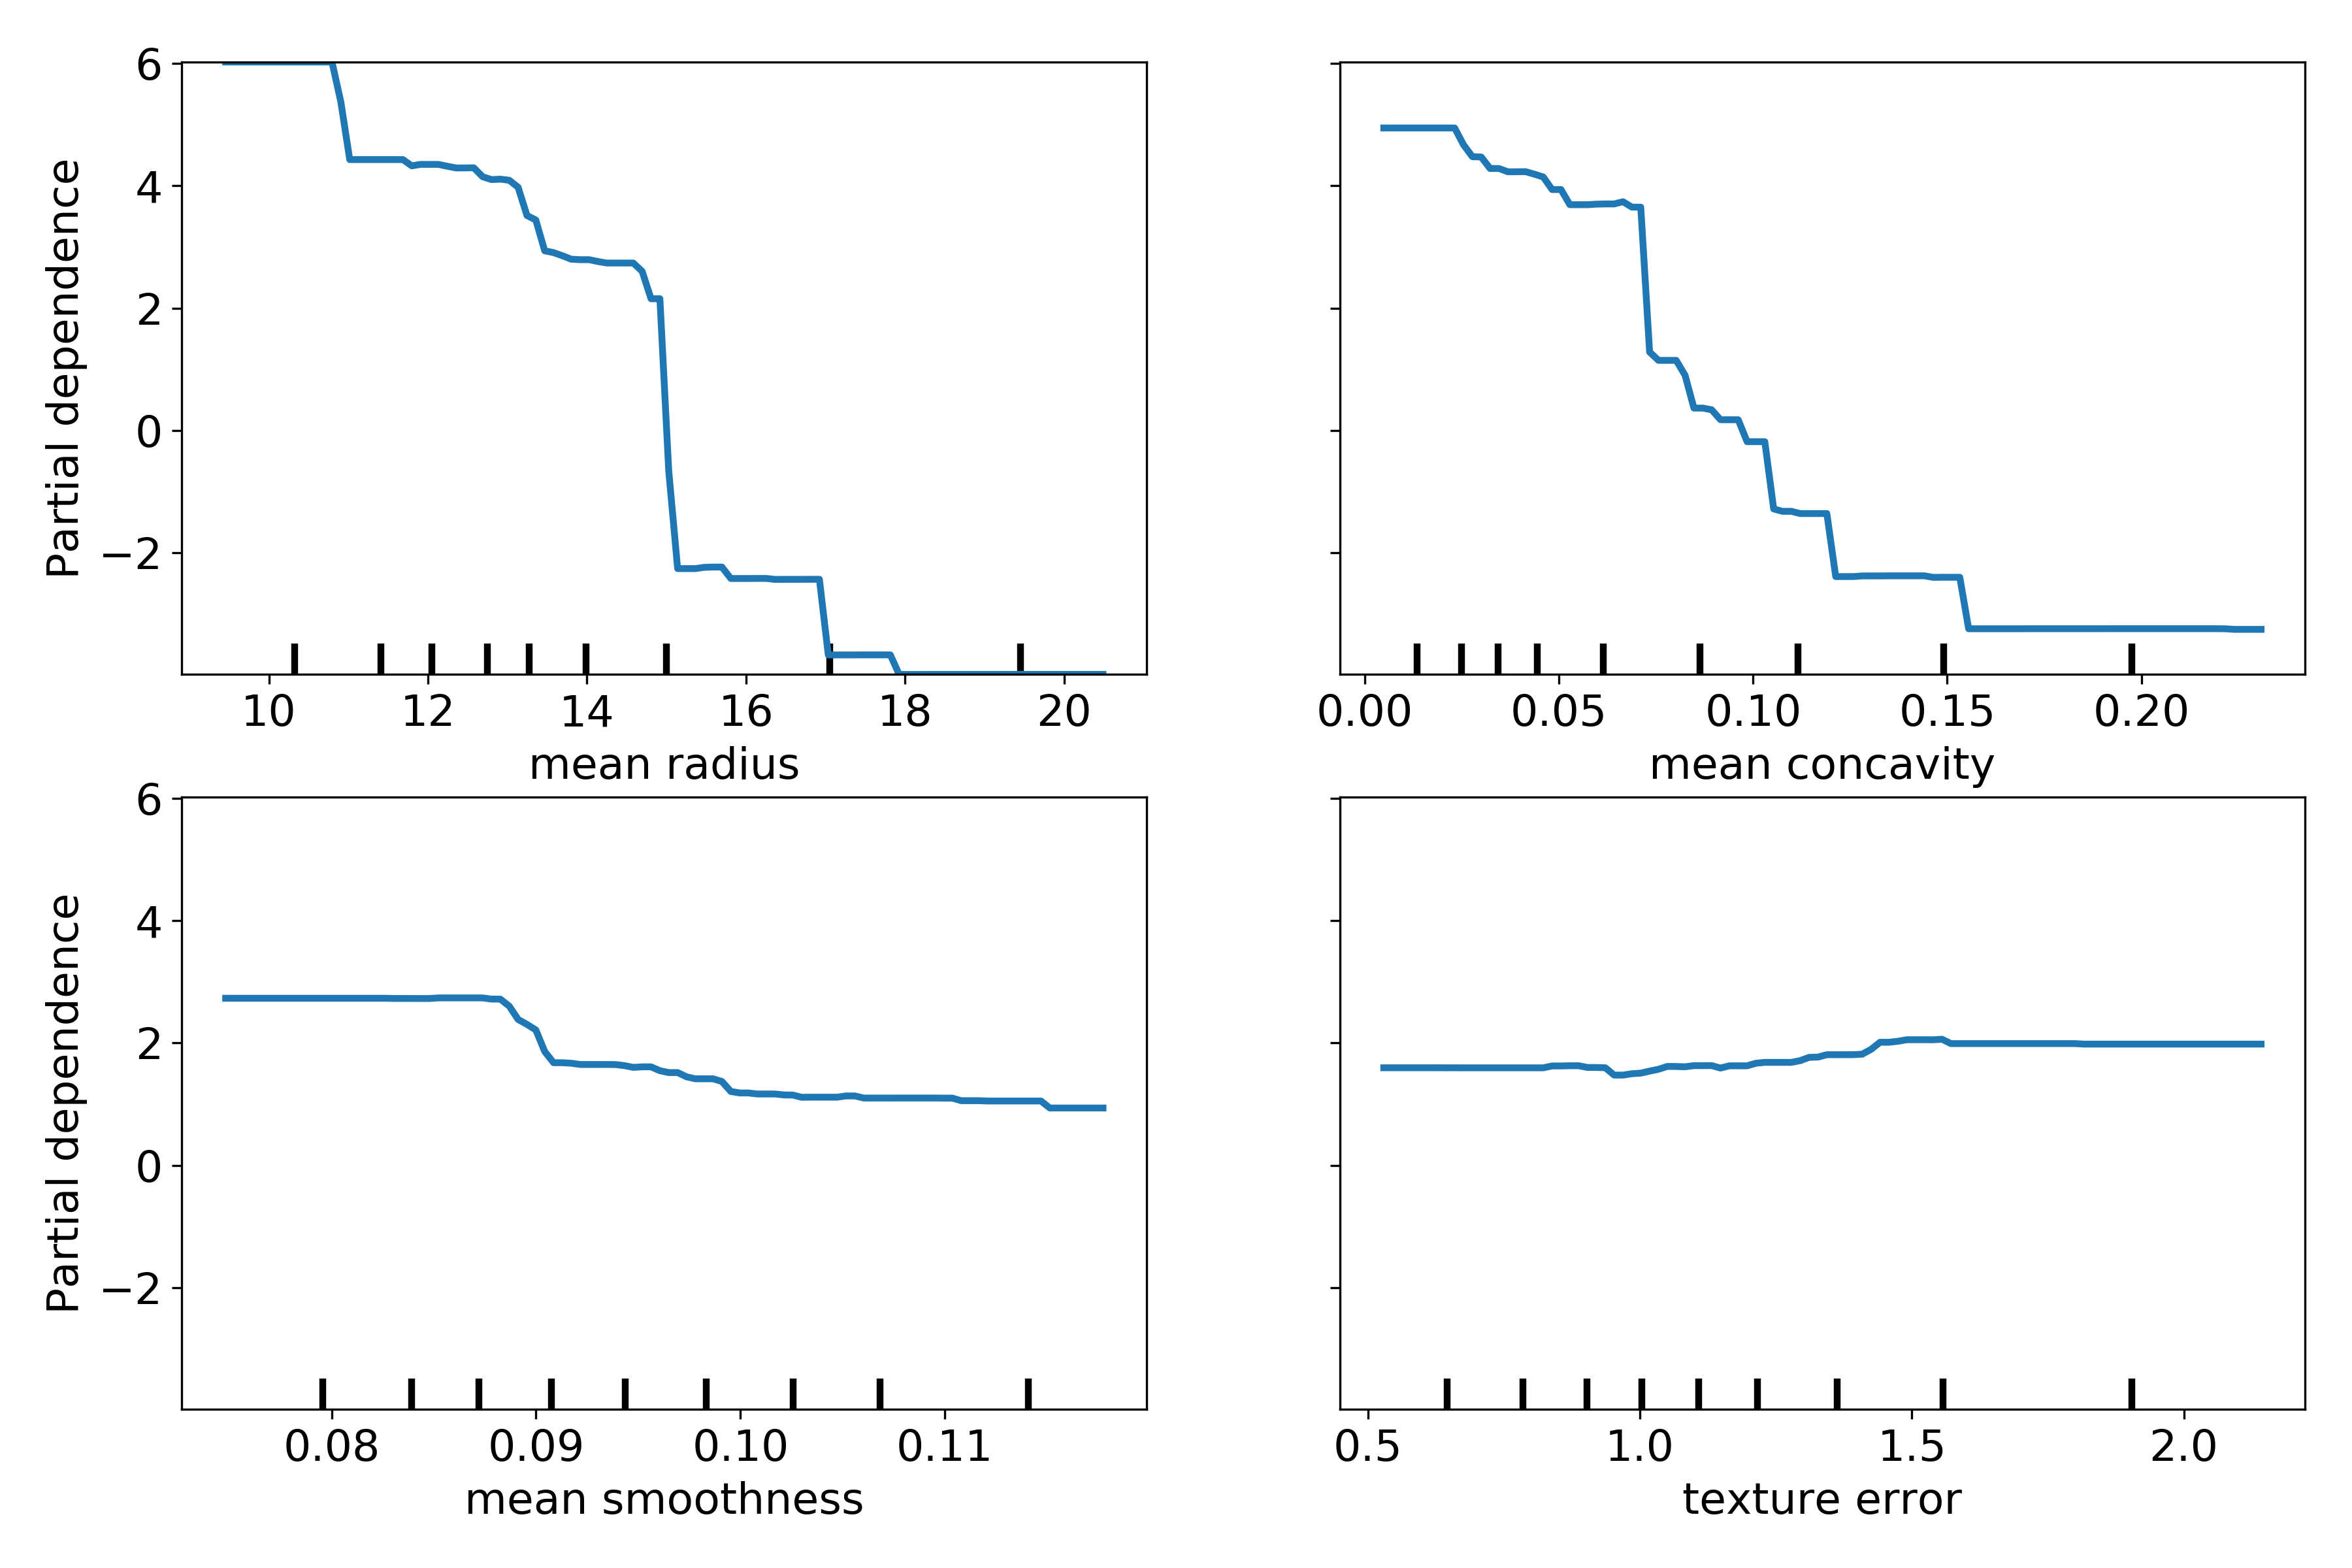 Partial dependence
6
4
2
0
−2
10 12 14 16 18 20
mean radius
0.00 0.05 0.10 0.15 0.20
mean concavity
Partial dependence
6
4
2
0
−2
0.08 0.09 0.10 0.11
mean smoothness
0.5 1.0 1.5 2.0
texture error